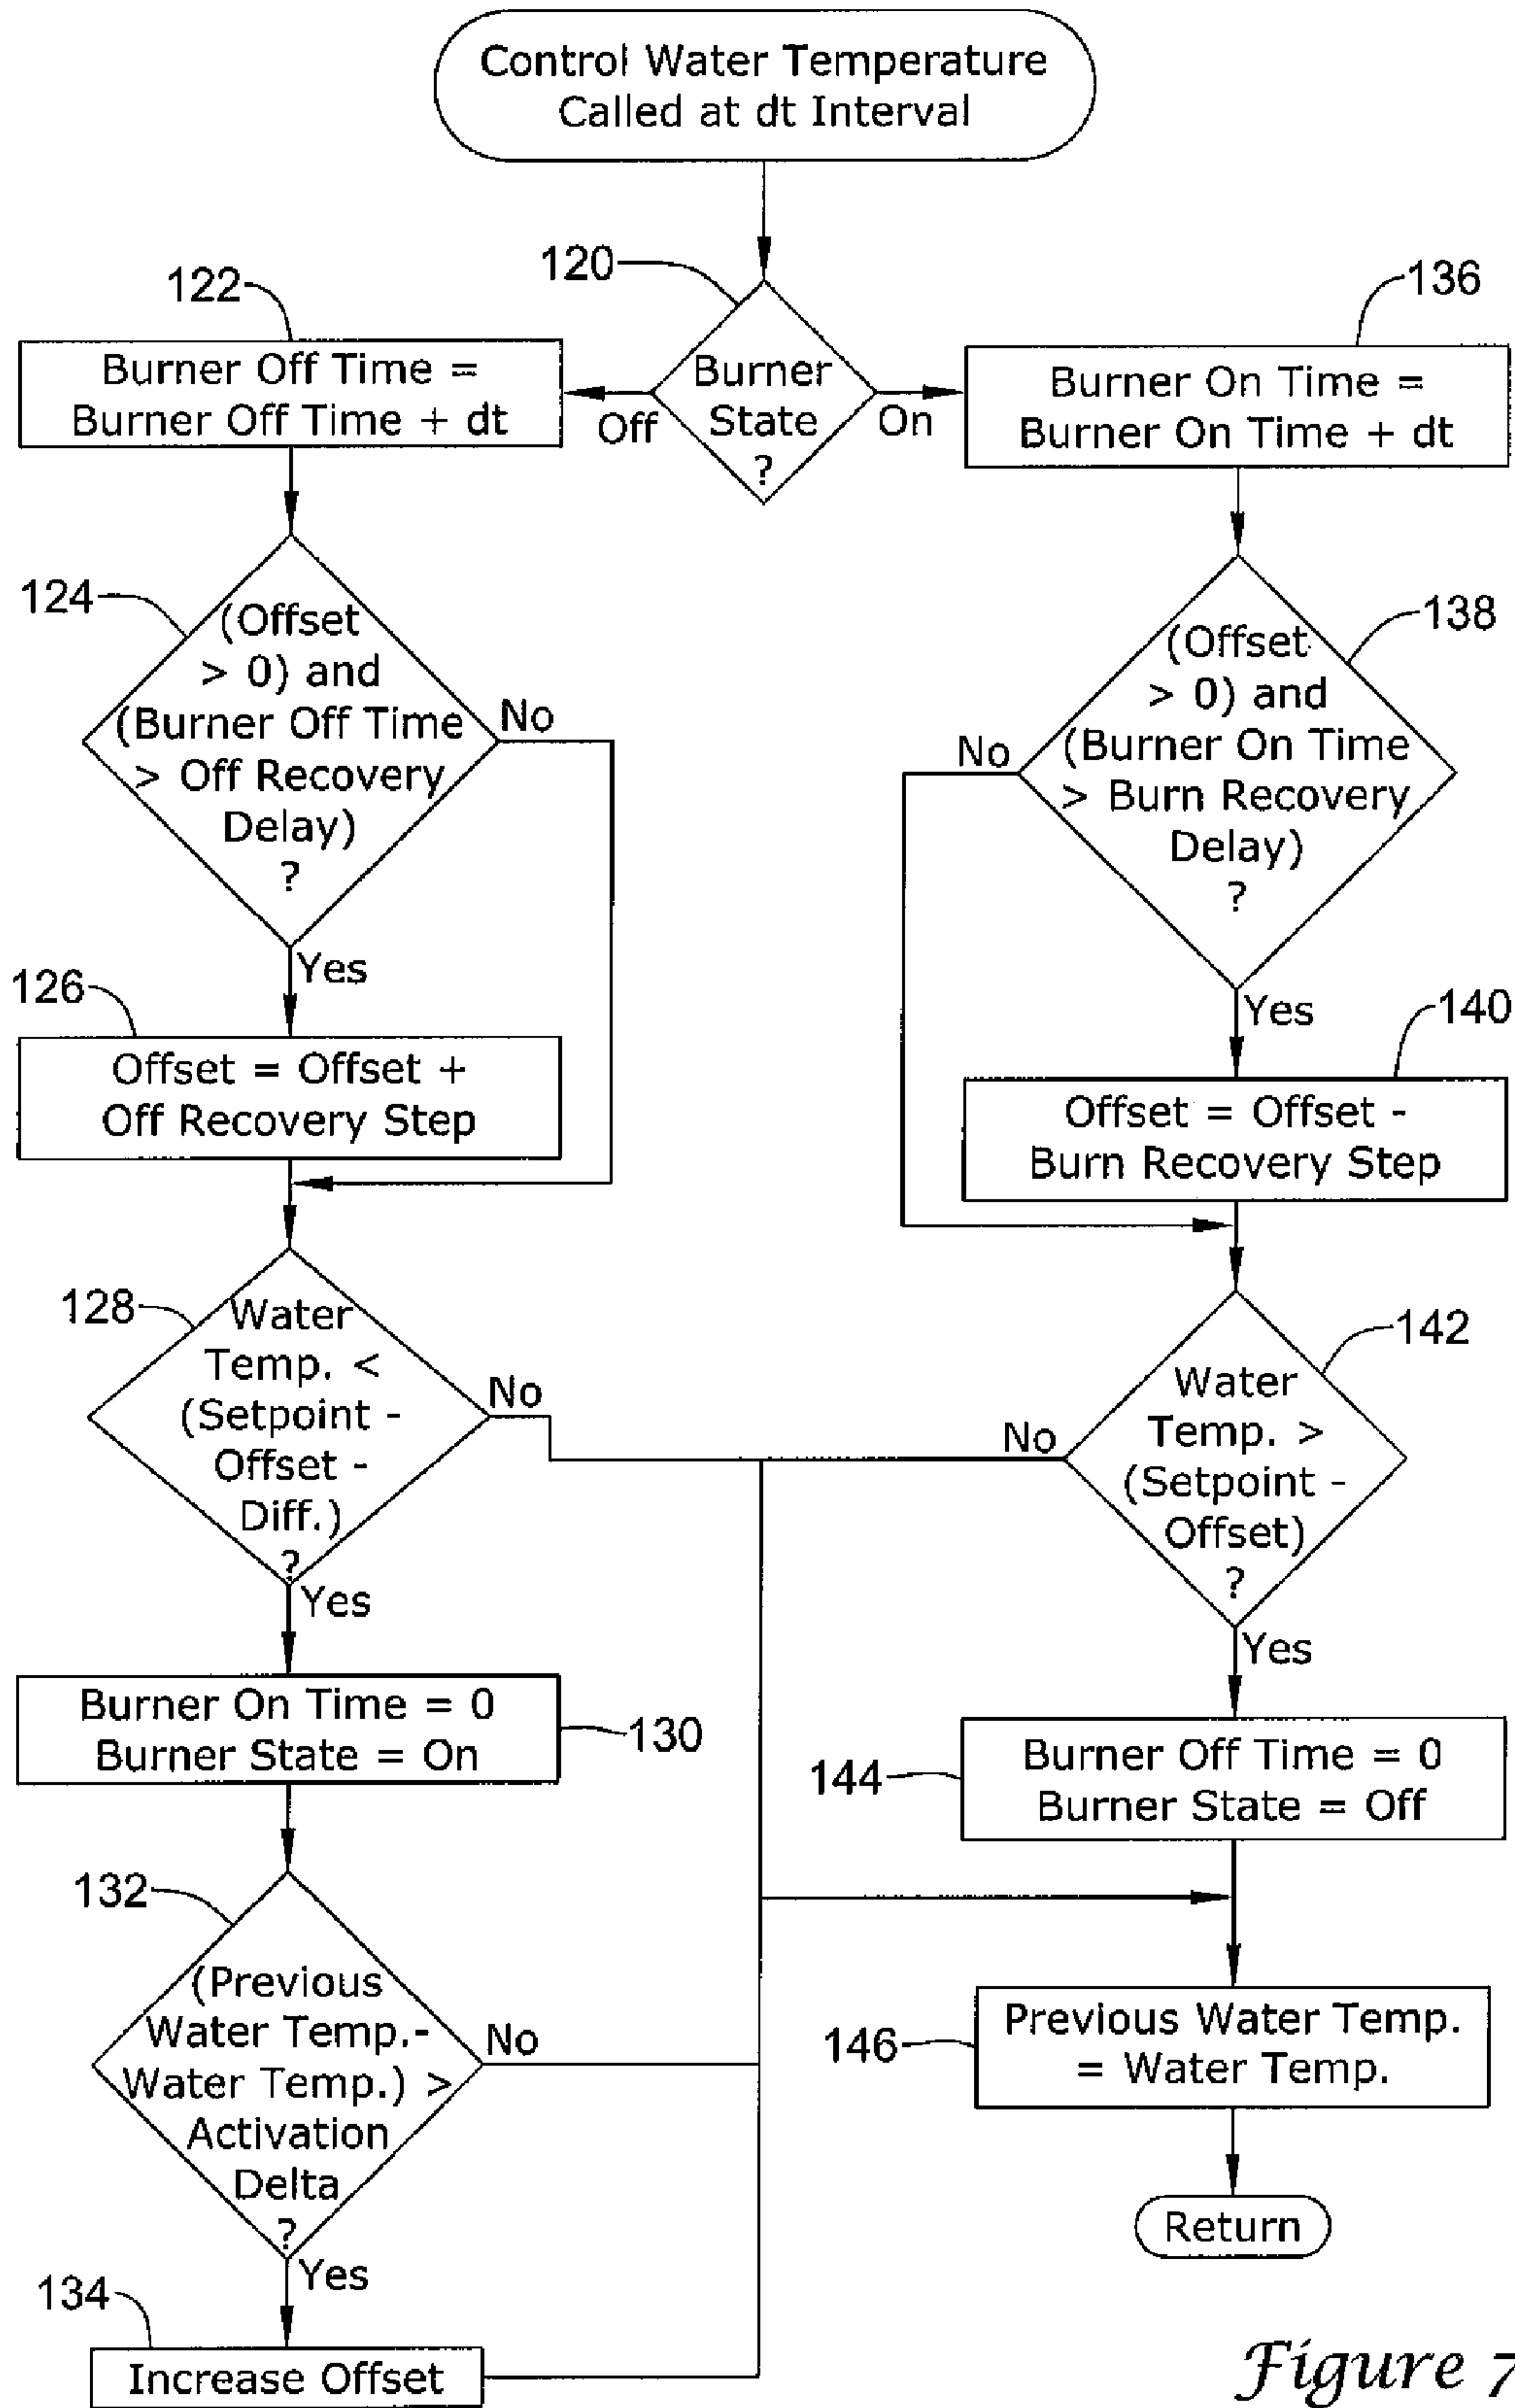 Control Water Temperature
Called at dt Interval
120
Burner
State
?
Off
On
122
Burner Off Time =
Burner Off Time + dt
124
(Offset
> 0) and
(Burner Off Time
> Off Recovery
Delay)
?
No
Yes
126
Offset = Offset +
Off Recovery Step
128
Water
Temp. <
(Setpoint -
Offset -
Diff.)
?
No
Yes
Burner On Time = 0
Burner State = On
130
132
(Previous
Water Temp.-
Water Temp.) >
Activation
Delta
?
No
Yes
134
Increase Offset
136
Burner On Time =
Burner On Time + dt
138
(Offset
> 0) and
(Burner On Time
> Burn Recovery
Delay)
?
No
Yes
140
Offset = Offset -
Burn Recovery Step
142
Water
Temp. >
(Setpoint -
Offset)
?
No
Yes
144
Burner Off Time = 0
Burner State = Off
146
Previous Water Temp.
= Water Temp.
Return
Figure 7